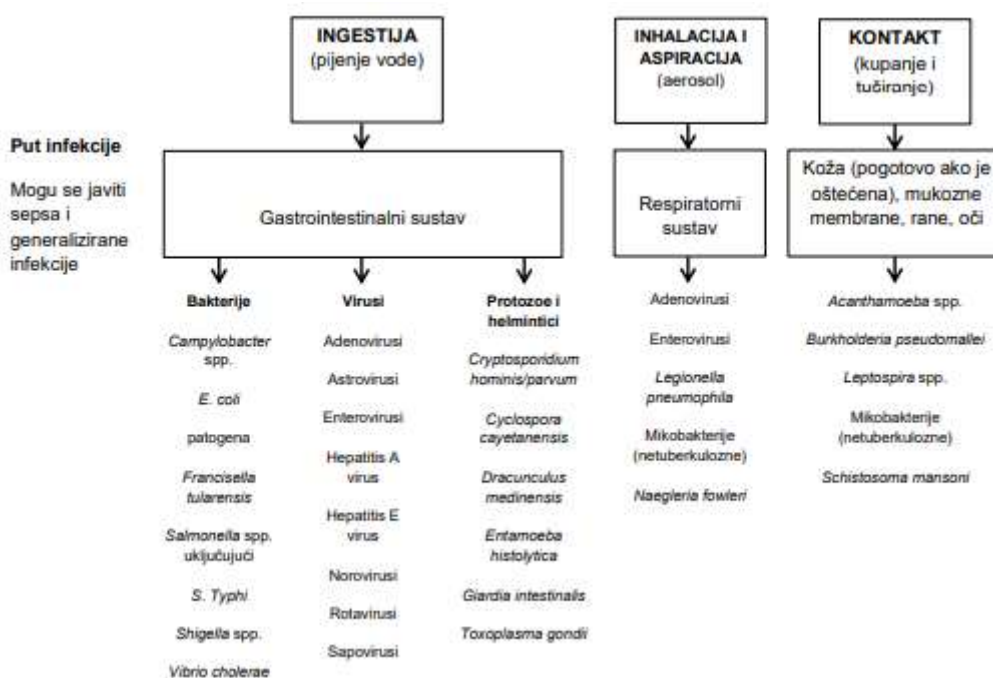 INGESTIJA
(pijenje vode)
INHALACIJA I
ASPIRACIJA
(aerosol)
KONTAKT
(kupanje i
tuširanje)
Put infekcije
Mogu se javiti
sepsa i
generalizirane
infekcije
Gastrointestinalni sustav
Respiratorni
sustav
Koža (pogotovo ako je
oštećena), mukozne
membrane, rane, oči
Bakterije
Campylobacter
spp.
E. coli
patogena
Francisella
tularensis
Salmonella spp.
uključujući
S. Typhi
Shigella spp.
Vibrio cholerae
Virusi
Adenovirusi
Astrovirusi
Enterovirusi
Hepatitis A
virus
Hepatitis E
virus
Norovirusi
Rotavirusi
Sapovirusi
Protozoe i
helmintici
Cryptosporidium
hominis/parvum
Cyclospora
cayetanensis
Dracunculus
medinensis
Entamoeba
histolytica
Giardia intestinalis
Toxoplasma gondii
Adenovirusi
Enterovirusi
Legionella
pneumophila
Mikobakterije
(netuberkulozne)
Naegleria fowleri
Acanthamoeba spp.
Burkholderia pseudomallei
Leptospira spp.
Mikobakterije
(netuberkulozne)
Schistosoma mansoni